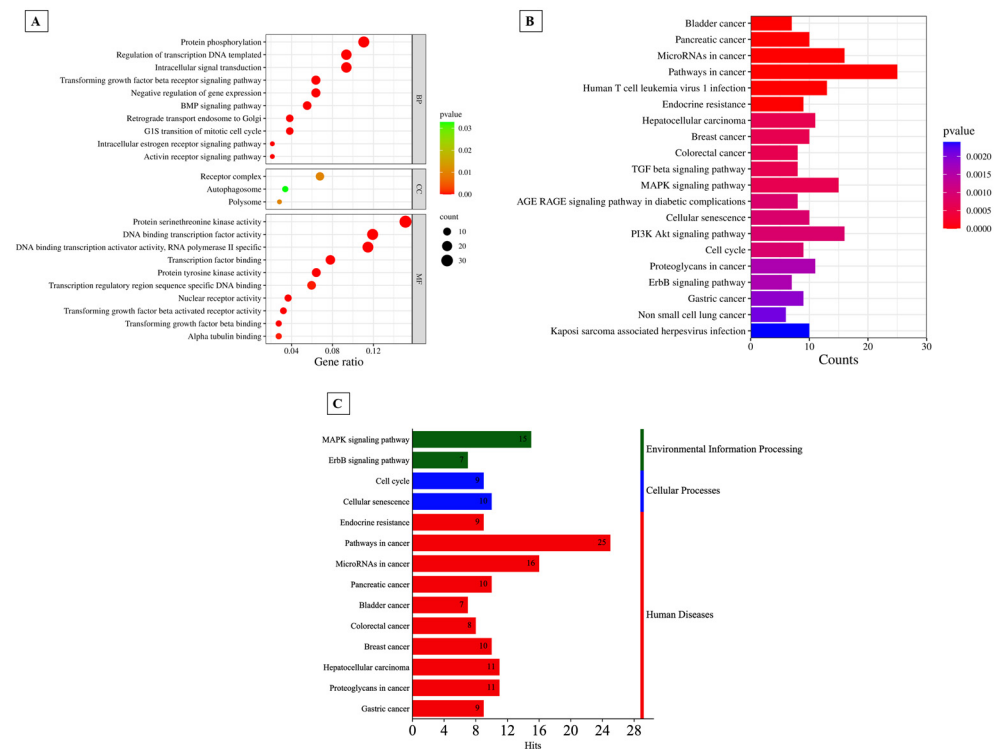 A
Protein phosphorylation
Regulation of transcription DNA templated
Intracellular signal transduction
Transforming growth factor beta receptor signaling pathway
Negative regulation of gene expression
BMP signaling pathway
Retrograde transport endosome to Golgi
G1S transition of mitotic cell cycle
Intracellular estrogen receptor signaling pathway
Activin receptor signaling pathway
BP
Receptor complex
Autophagosome
Polysome
CC
Protein serinethreonine kinase activity
DNA binding transcription factor activity
DNA binding transcription activator activity, RNA polymerase II specific
Transcription factor binding
Protein tyrosine kinase activity
Transcription regulatory region sequence specific DNA binding
Nuclear receptor activity
Transforming growth factor beta activated receptor activity
Transforming growth factor beta binding
Alpha tubulin binding
MF
0.04 0.08 0.12
Gene ratio
pvalue
0.03
0.02
0.01
0.00
count
10
20
30
B
Bladder cancer
Pancreatic cancer
MicroRNAs in cancer
Pathways in cancer
Human T cell leukemia virus 1 infection
Endocrine resistance
Hepatocellular carcinoma
Breast cancer
Colorectal cancer
TGF beta signaling pathway
MAPK signaling pathway
AGE RAGE signaling pathway in diabetic complications
Cellular senescence
PI3K Akt signaling pathway
Cell cycle
Proteoglycans in cancer
ErbB signaling pathway
Gastric cancer
Non small cell lung cancer
Kaposi sarcoma associated herpesvirus infection
0 10 20 30
Counts
pvalue
0.0020
0.0015
0.0010
0.0005
0.0000
C
MAPK signaling pathway 15
ErbB signaling pathway 7
Cell cycle 9
Cellular senescence 10
Endocrine resistance 9
Pathways in cancer 25
MicroRNAs in cancer 16
Pancreatic cancer 10
Bladder cancer 7
Colorectal cancer 8
Breast cancer 10
Hepatocellular carcinoma 11
Proteoglycans in cancer 11
Gastric cancer 9
0 4 8 12 16 20 24 28
Hits
Environmental Information Processing
Cellular Processes
Human Diseases